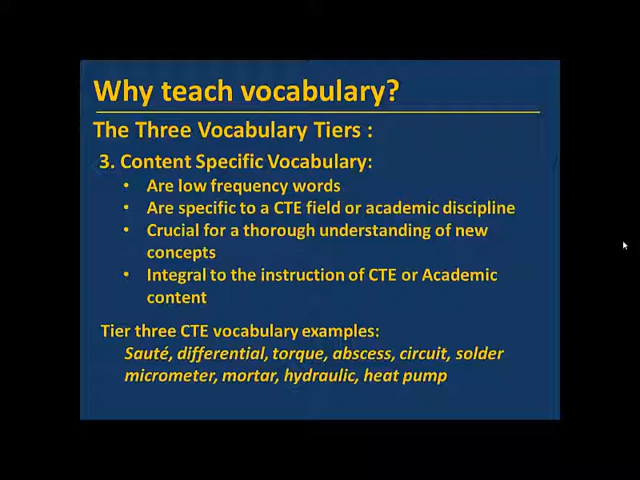 Why teach vocabulary?
The Three Vocabulary Tiers :
3. Content Specific Vocabulary:
• Are low frequency words
• Are specific to a CTE field or academic discipline
• Crucial for a thorough understanding of new
concepts
• Integral to the instruction of CTE or Academic
content
Tier three CTE vocabulary examples:
Sauté, differential, torque, abscess, circuit, solder
micrometer, mortar, hydraulic, heat pump